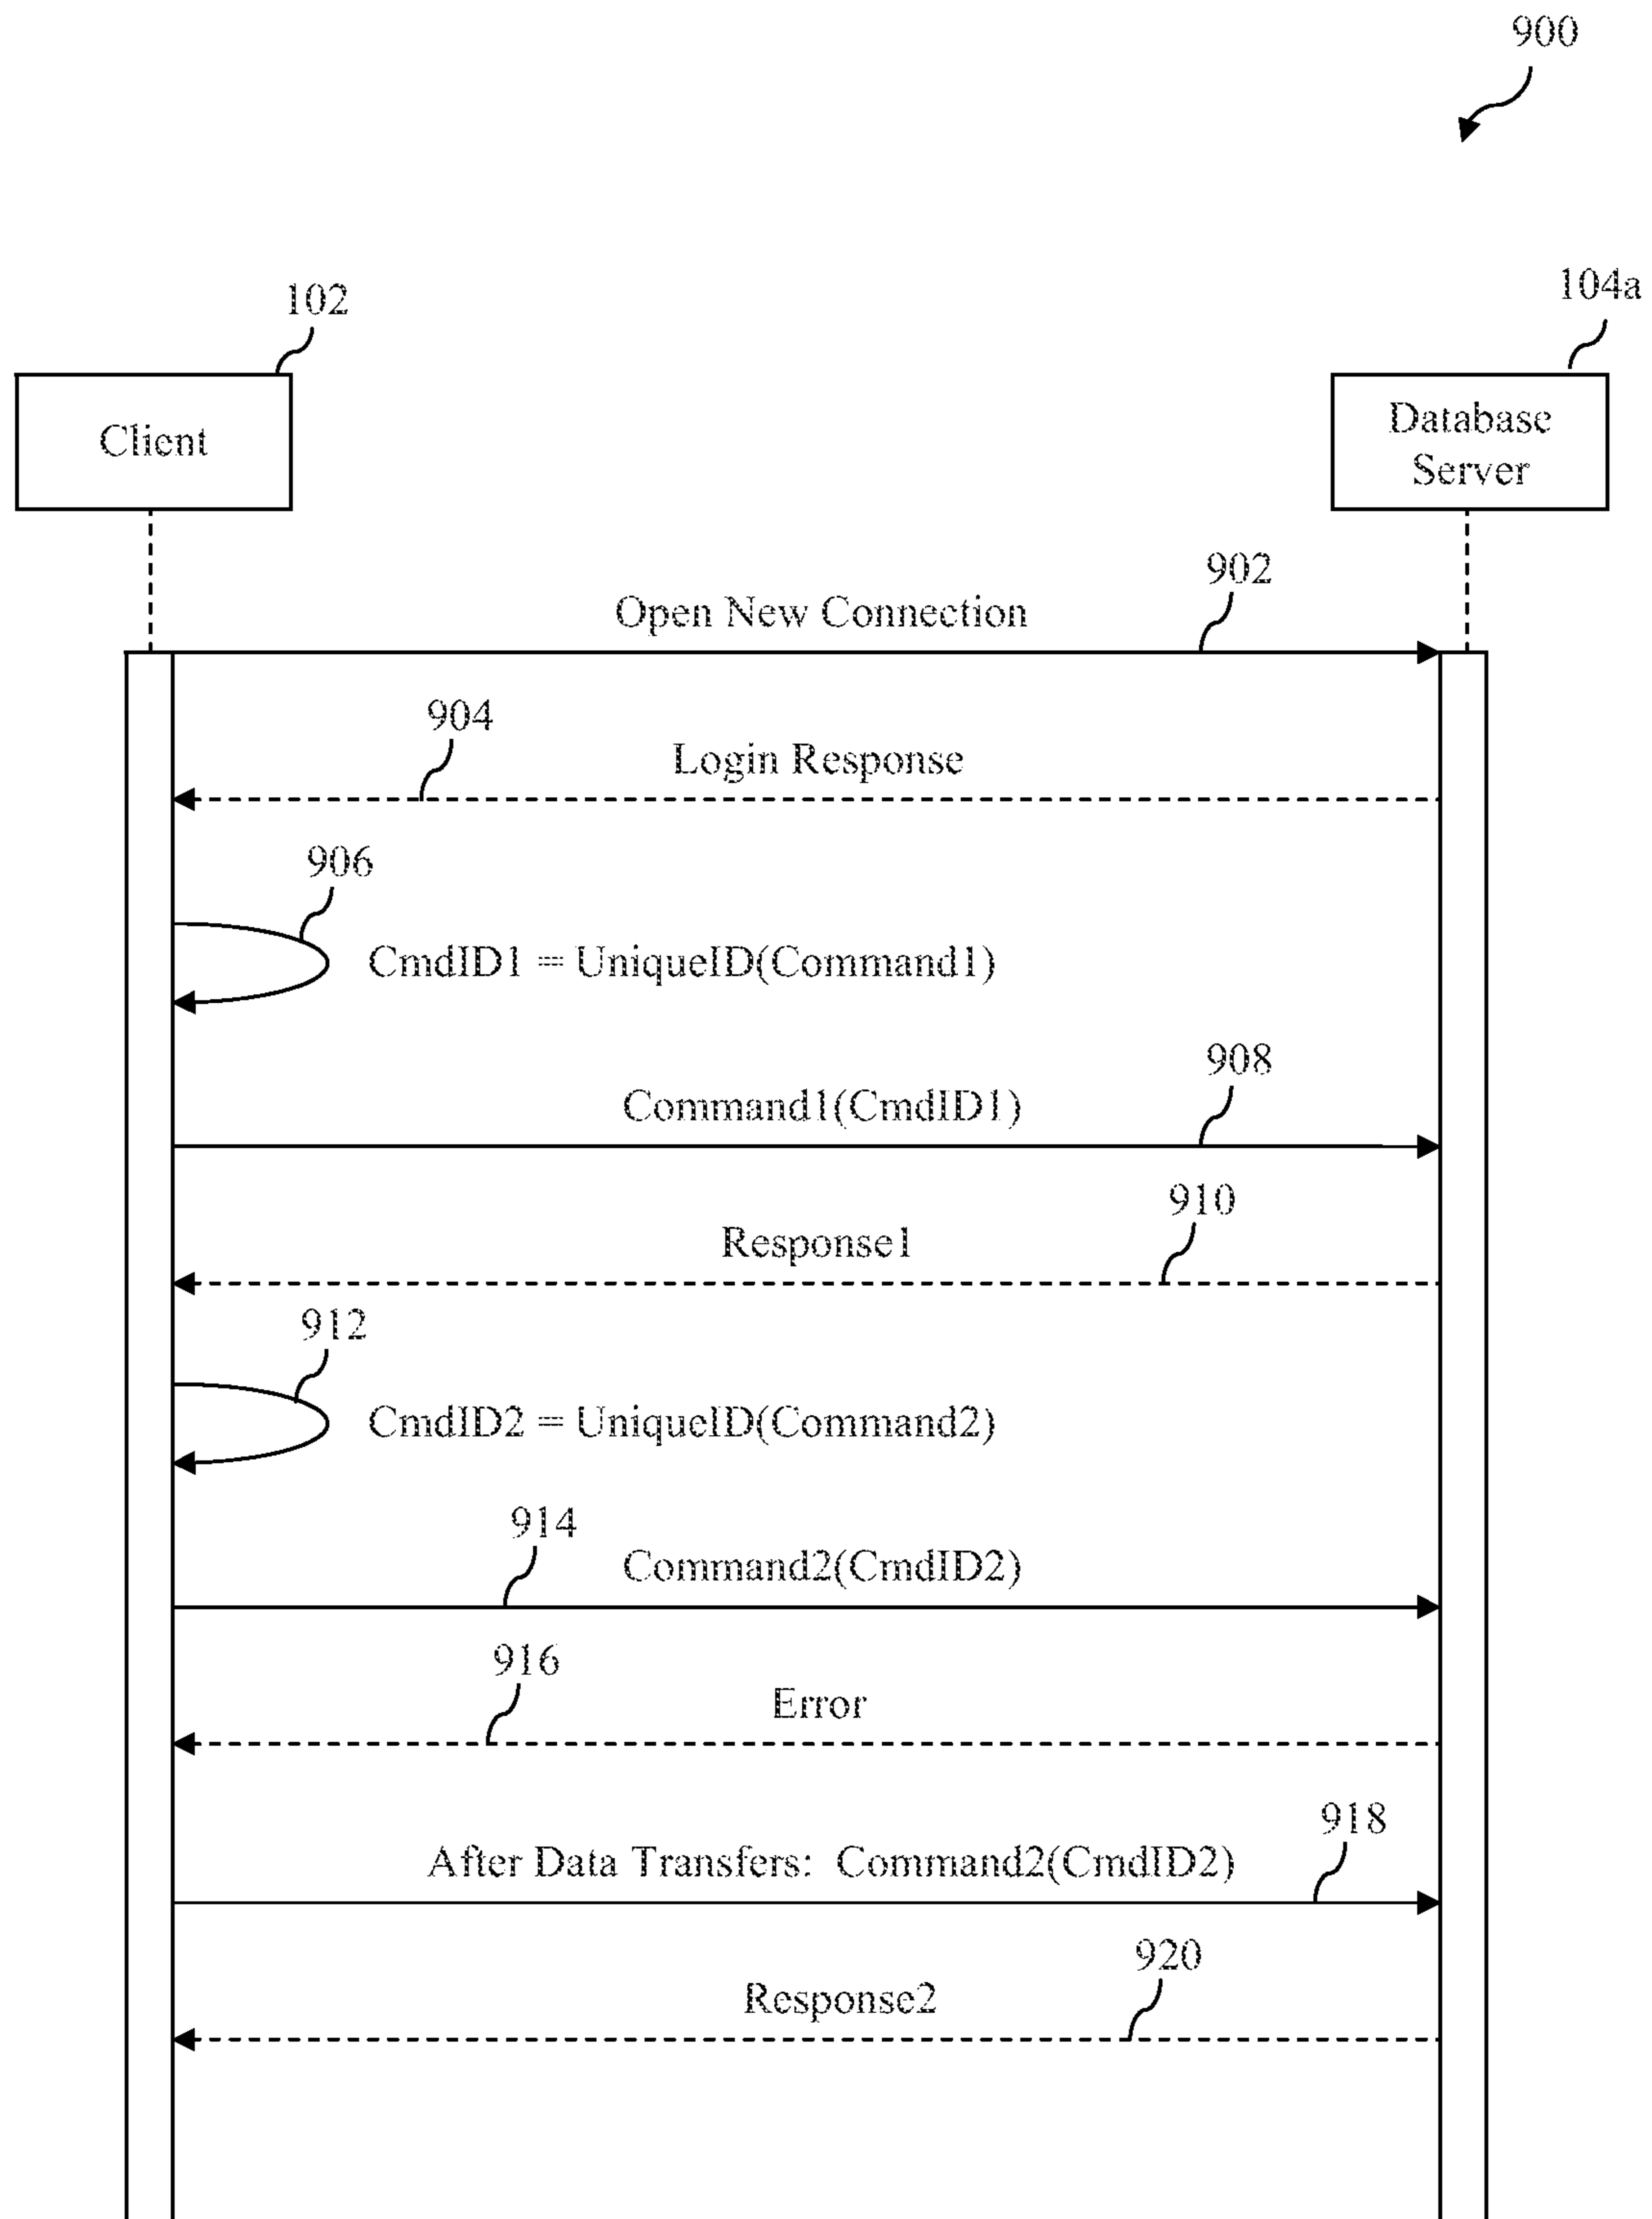 900
102
104a
Client
Database
Server
902
Open New Connection
904
Login Response
906
CmdID1 = UniqueID(Command1)
908
Command1(CmdID1)
910
Response1
912
CmdID2 = UniqueID(Command2)
914
Command2(CmdID2)
916
Error
918
After Data Transfers: Command2(CmdID2)
920
Response2